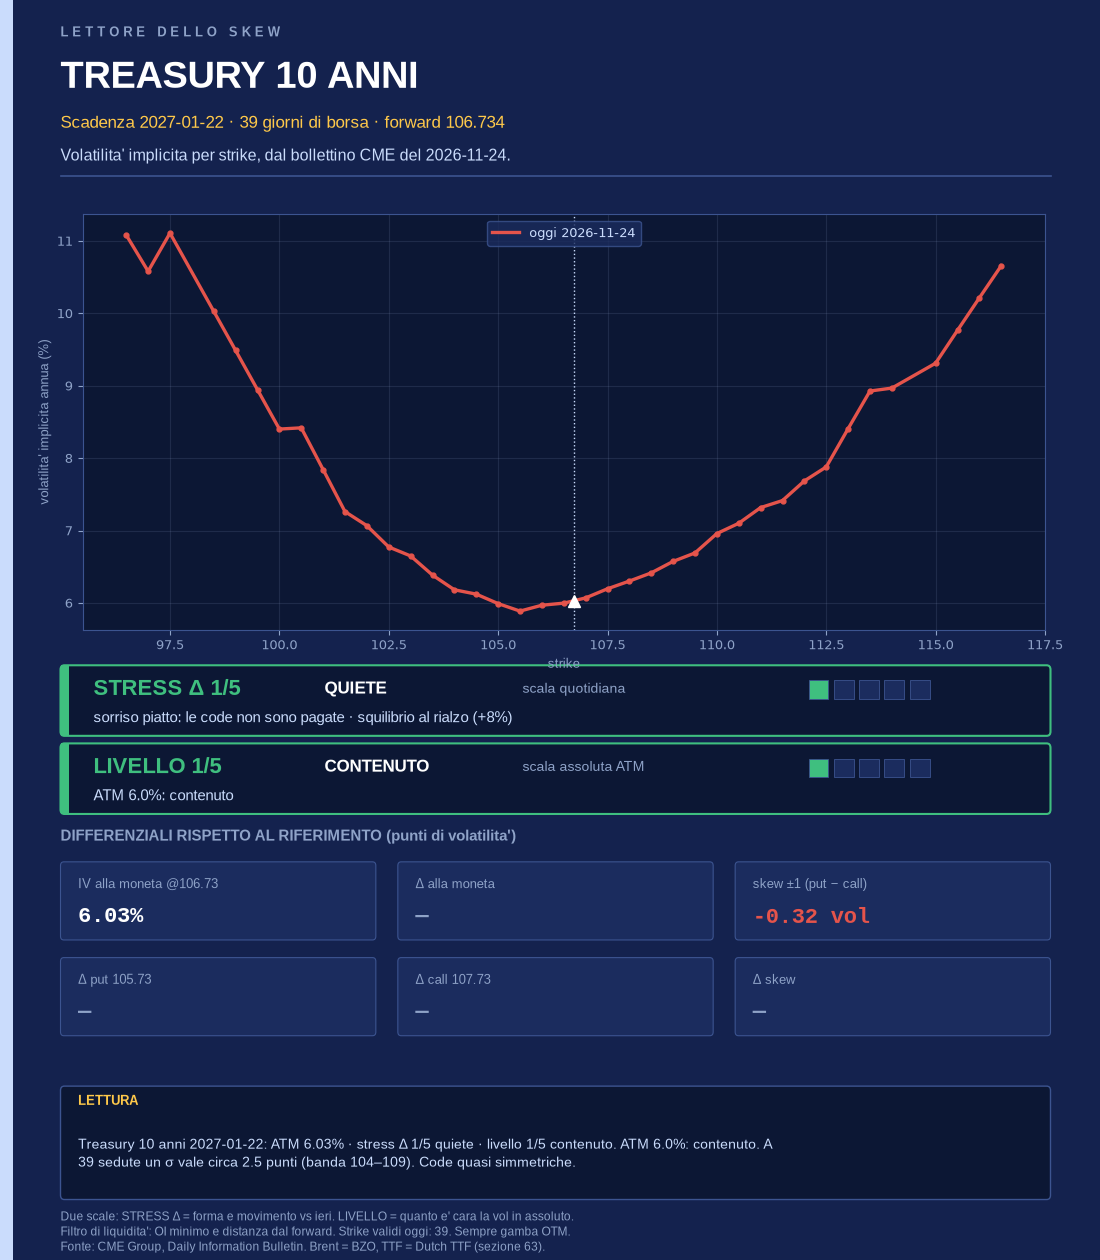 LETTORE DELLO SKEW
TREASURY 10 ANNI
Scadenza 2027-01-22 · 39 giorni di borsa · forward 106.734
Volatilita' implicita per strike, dal bollettino CME del 2026-11-24.
oggi 2026-11-24
volatilita' implicita annua (%)
11
10
9
8
7
6
97.5 100.0 102.5 105.0 107.5 110.0 112.5 115.0 117.5
strike
STRESS Δ 1/5 QUIETE scala quotidiana
sorriso piatto: le code non sono pagate · squilibrio al rialzo (+8%)
LIVELLO 1/5 CONTENUTO scala assoluta ATM
ATM 6.0%: contenuto
DIFFERENZIALI RISPETTO AL RIFERIMENTO (punti di volatilita')
IV alla moneta @106.73 Δ alla moneta skew ±1 (put − call)
6.03% — -0.32 vol
Δ put 105.73 Δ call 107.73 Δ skew
— — —
LETTURA
Treasury 10 anni 2027-01-22: ATM 6.03% · stress Δ 1/5 quiete · livello 1/5 contenuto. ATM 6.0%: contenuto. A
39 sedute un σ vale circa 2.5 punti (banda 104–109). Code quasi simmetriche.
Due scale: STRESS Δ = forma e movimento vs ieri. LIVELLO = quanto e' cara la vol in assoluto.
Filtro di liquidita': OI minimo e distanza dal forward. Strike validi oggi: 39. Sempre gamba OTM.
Fonte: CME Group, Daily Information Bulletin. Brent = BZO, TTF = Dutch TTF (sezione 63).